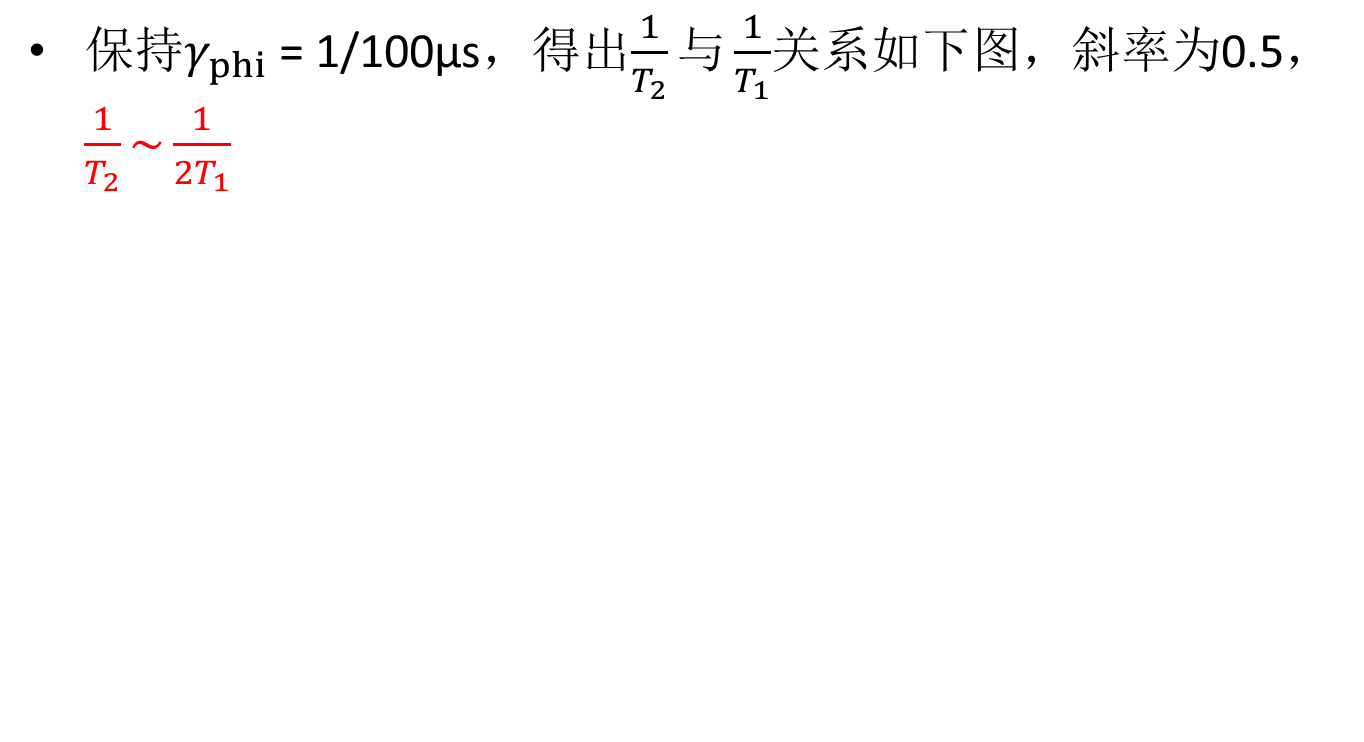 • 保持γ_phi = 1/100μs，得出1/T₂与1/T₁关系如下图，斜率为0.5，
1/T₂ ~ 1/2T₁